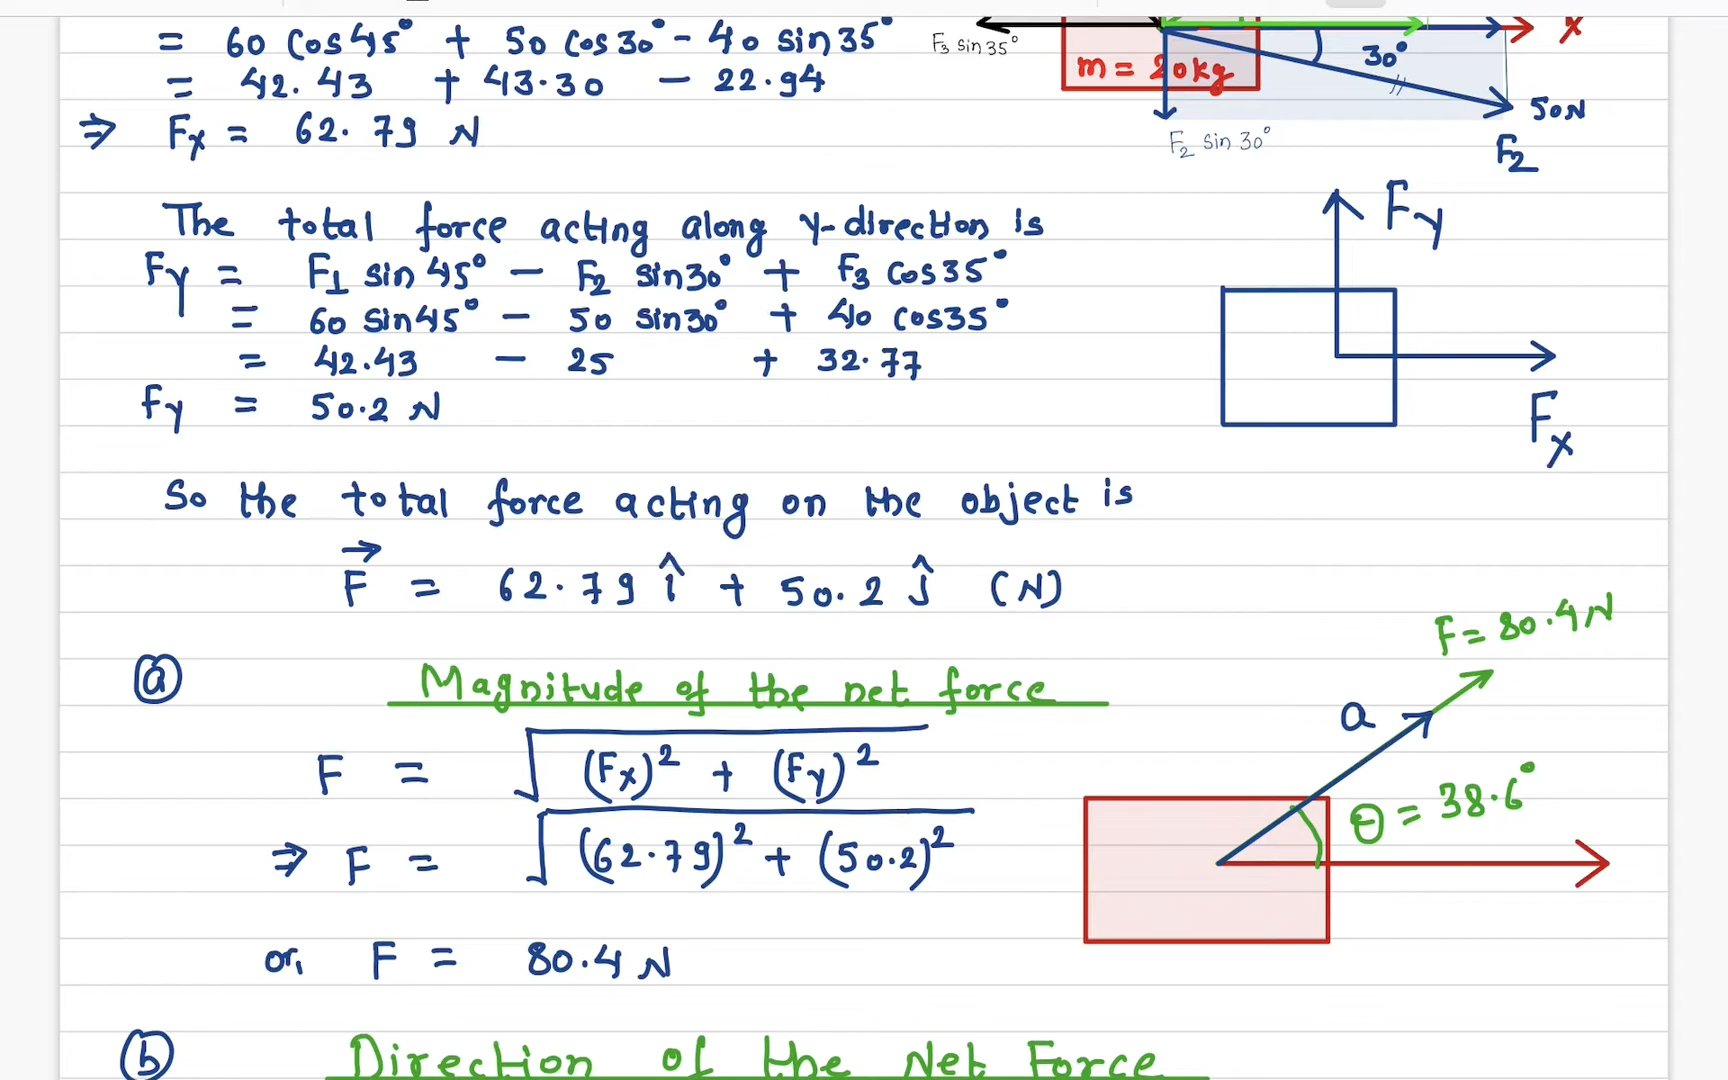 = 60 Cos45° + 50 Cos30° - 40 sin35°
= 42.43 + 43.30 - 22.94
⇒ Fx = 62.79 N
F₃ sin35°
m = 20kg
30°
X
50N
F₂
F₂ sin 30°
The total force acting along y-direction is
Fy = F₁ sin 45° - F₂ sin30° + F₃ cos35°
= 60 sin45° - 50 sin30° + 40 cos35°
= 42.43 - 25 + 32.77
Fy = 50.2 N
Fy
Fx
So the total force acting on the object is
F⃗ = 62.79 î + 50.2 ĵ (N)
ⓐ Magnitude of the net force
F = √(Fx)² + (Fy)²
⇒ F = √(62.79)² + (50.2)²
or, F = 80.4 N
F = 80.4 N
a
θ = 38.6°
ⓑ Direction of the Net Force